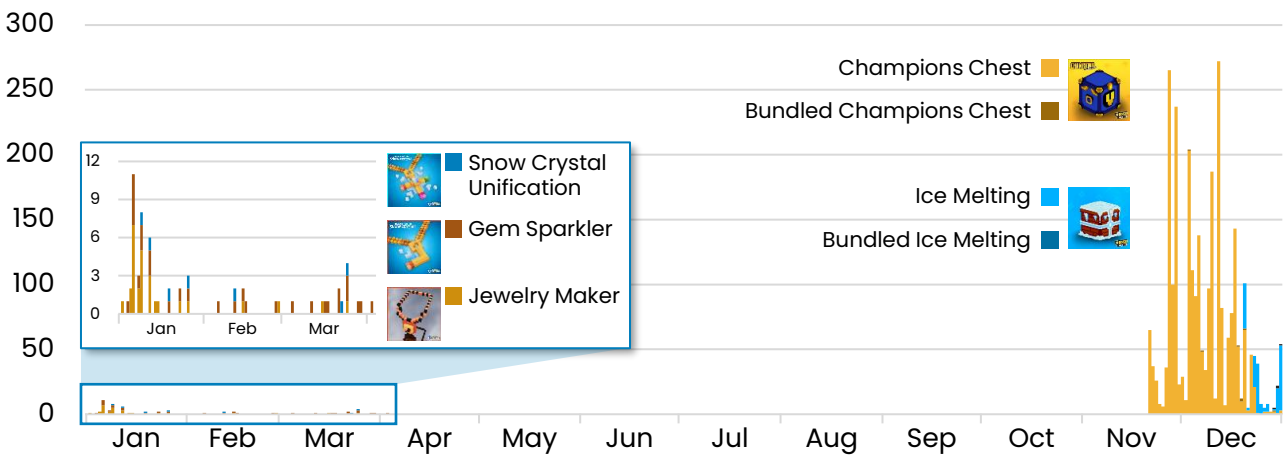 300
250
200
150
100
50
0
Champions Chest
Bundled Champions Chest
Ice Melting
Bundled Ice Melting
12
9
6
3
0
Jan Feb Mar
Snow Crystal
Unification
Gem Sparkler
Jewelry Maker
Jan Feb Mar Apr May Jun Jul Aug Sep Oct Nov Dec